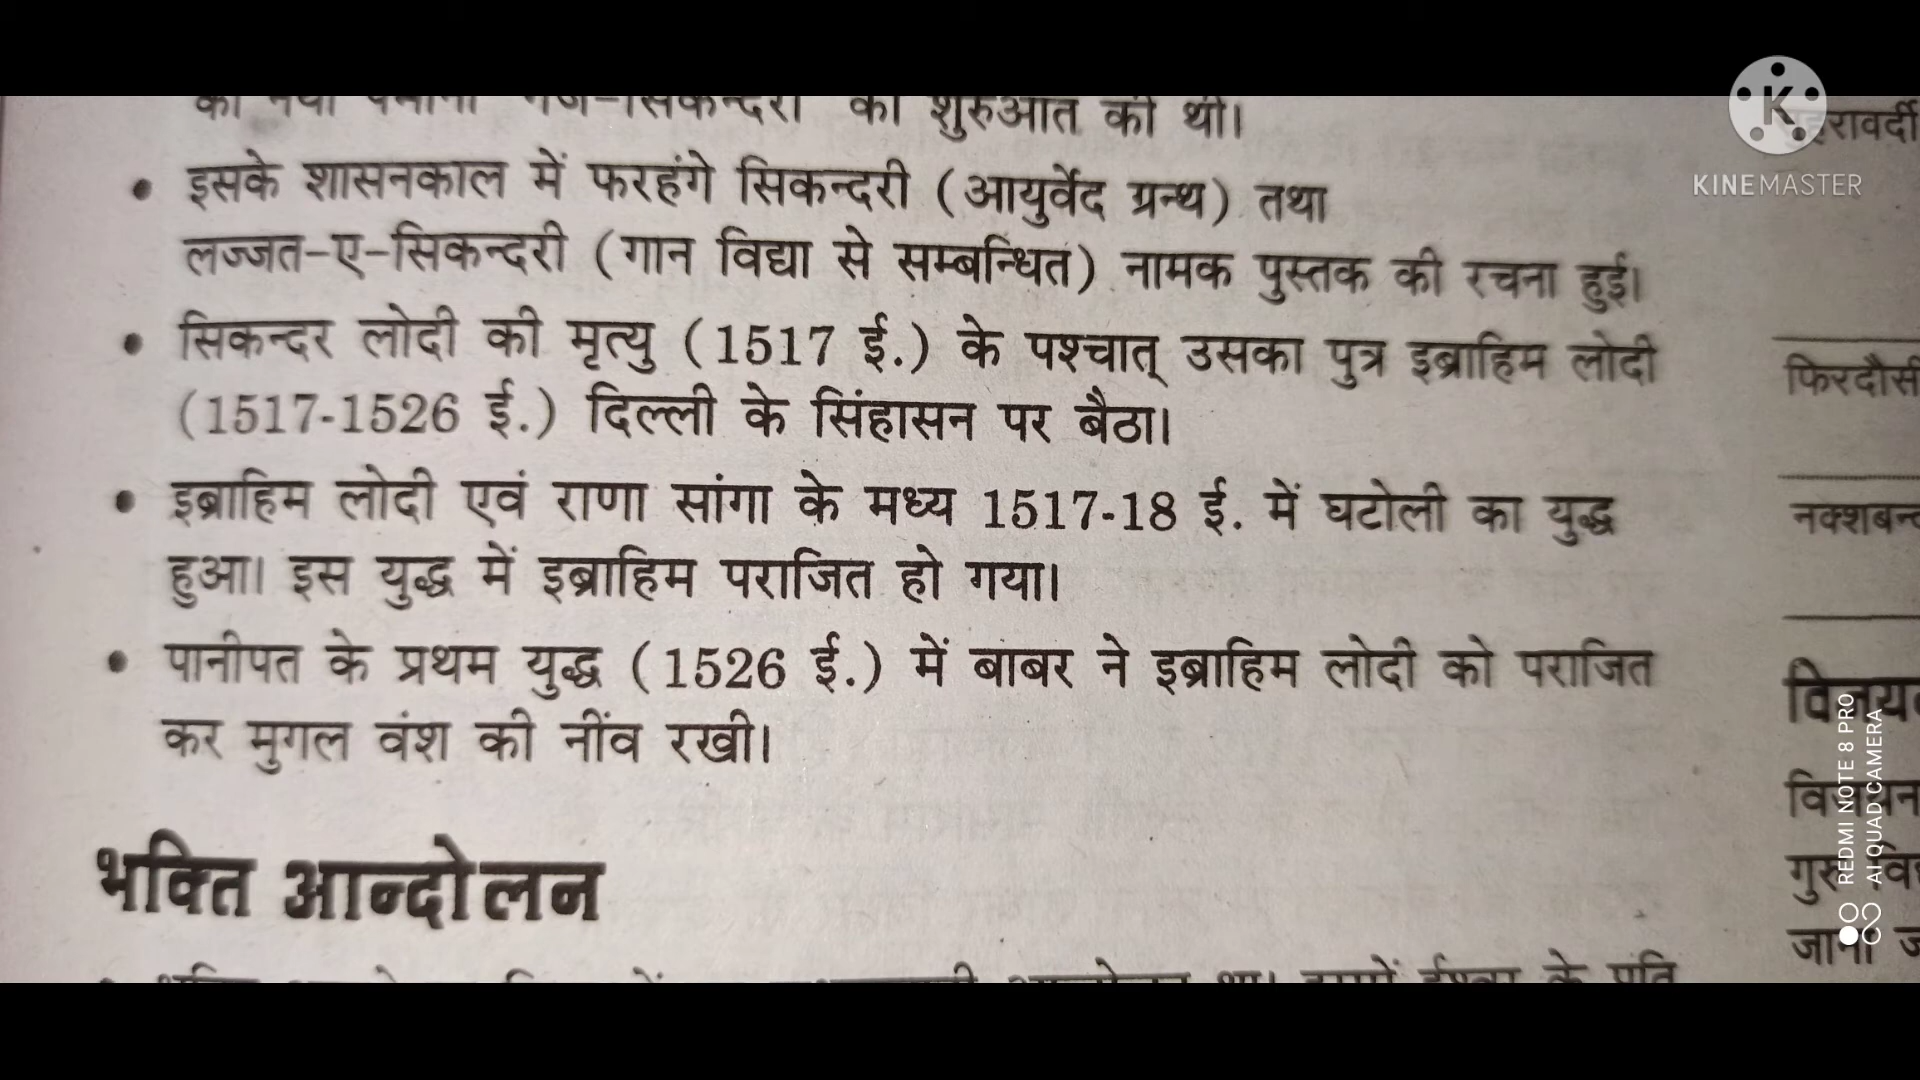 शुरुआत की थी।
• इसके शासनकाल में फरहंगे सिकन्दरी (आयुर्वेद ग्रन्थ) तथा
लज्जत-ए-सिकन्दरी (गान विद्या से सम्बन्धित) नामक पुस्तक की रचना हुई।
• सिकन्दर लोदी की मृत्यु (1517 ई.) के पश्चात् उसका पुत्र इब्राहिम लोदी
(1517-1526 ई.) दिल्ली के सिंहासन पर बैठा।
• इब्राहिम लोदी एवं राणा सांगा के मध्य 1517-18 ई. में घटोली का युद्ध
हुआ। इस युद्ध में इब्राहिम पराजित हो गया।
• पानीपत के प्रथम युद्ध (1526 ई.) में बाबर ने इब्राहिम लोदी को पराजित
कर मुगल वंश की नींव रखी।
भक्ति आन्दोलन
फिरदौसी
K
KINEMASTER
REDMI NOTE 8 PRO
AI QUAD CAMERA